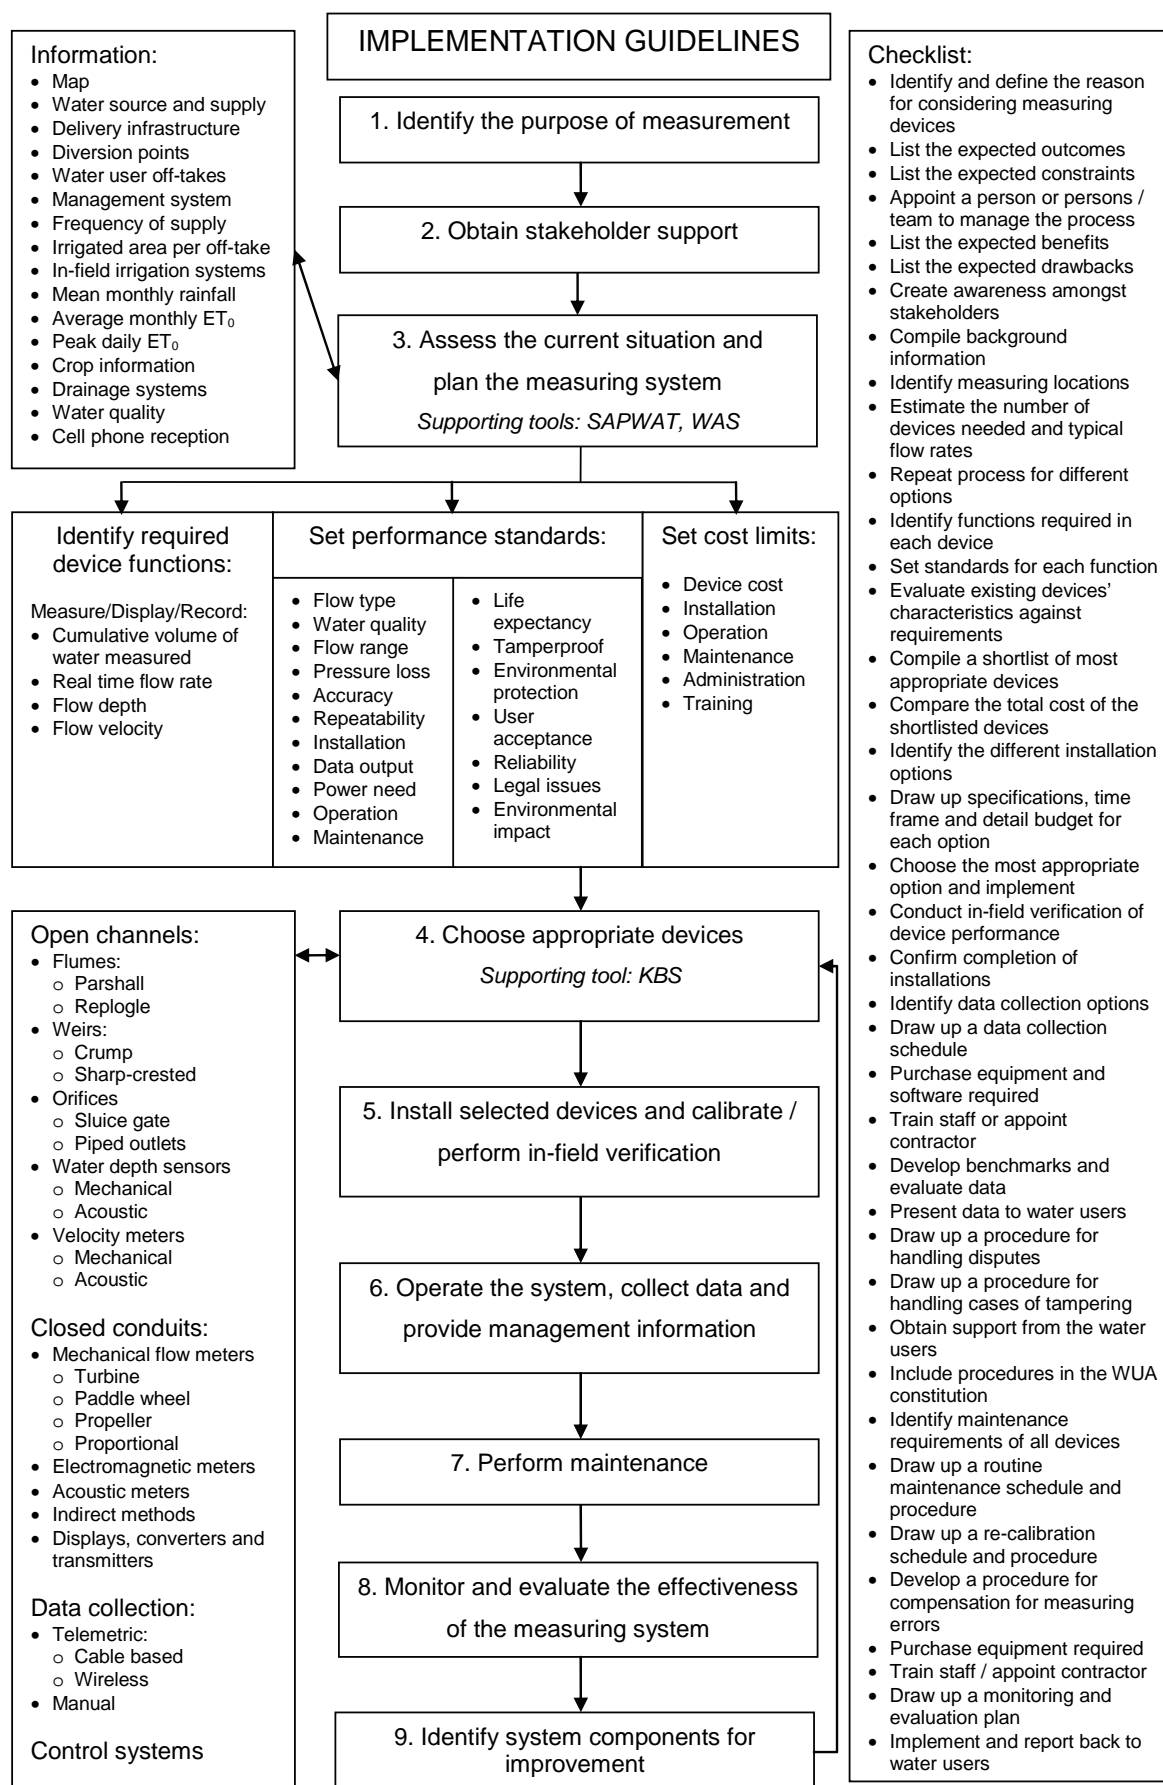 IMPLEMENTATION GUIDELINES
Information:
• Map
• Water source and supply
• Delivery infrastructure
• Diversion points
• Water user off-takes
• Management system
• Frequency of supply
• Irrigated area per off-take
• In-field irrigation systems
• Mean monthly rainfall
• Average monthly ET₀
• Peak daily ET₀
• Crop information
• Drainage systems
• Water quality
• Cell phone reception
1. Identify the purpose of measurement
2. Obtain stakeholder support
3. Assess the current situation and
plan the measuring system
Supporting tools: SAPWAT, WAS
Identify required
device functions:
Measure/Display/Record:
• Cumulative volume of
water measured
• Real time flow rate
• Flow depth
• Flow velocity
Set performance standards:
• Flow type
• Water quality
• Flow range
• Pressure loss
• Accuracy
• Repeatability
• Installation
• Data output
• Power need
• Operation
• Maintenance
• Life
expectancy
• Tamperproof
• Environmental
protection
• User
acceptance
• Reliability
• Legal issues
• Environmental
impact
Set cost limits:
• Device cost
• Installation
• Operation
• Maintenance
• Administration
• Training
Open channels:
• Flumes:
o Parshall
o Replogle
• Weirs:
o Crump
o Sharp-crested
• Orifices
o Sluice gate
o Piped outlets
• Water depth sensors
o Mechanical
o Acoustic
• Velocity meters
o Mechanical
o Acoustic
Closed conduits:
• Mechanical flow meters
o Turbine
o Paddle wheel
o Propeller
o Proportional
• Electromagnetic meters
• Acoustic meters
• Indirect methods
• Displays, converters and
transmitters
Data collection:
• Telemetric:
o Cable based
o Wireless
• Manual
Control systems
4. Choose appropriate devices
Supporting tool: KBS
5. Install selected devices and calibrate /
perform in-field verification
6. Operate the system, collect data and
provide management information
7. Perform maintenance
8. Monitor and evaluate the effectiveness
of the measuring system
9. Identify system components for
improvement
Checklist:
• Identify and define the reason
for considering measuring
devices
• List the expected outcomes
• List the expected constraints
• Appoint a person or persons /
team to manage the process
• List the expected benefits
• List the expected drawbacks
• Create awareness amongst
stakeholders
• Compile background
information
• Identify measuring locations
• Estimate the number of
devices needed and typical
flow rates
• Repeat process for different
options
• Identify functions required in
each device
• Set standards for each function
• Evaluate existing devices'
characteristics against
requirements
• Compile a shortlist of most
appropriate devices
• Compare the total cost of the
shortlisted devices
• Identify the different installation
options
• Draw up specifications, time
frame and detail budget for
each option
• Choose the most appropriate
option and implement
• Conduct in-field verification of
device performance
• Confirm completion of
installations
• Identify data collection options
• Draw up a data collection
schedule
• Purchase equipment and
software required
• Train staff or appoint
contractor
• Develop benchmarks and
evaluate data
• Present data to water users
• Draw up a procedure for
handling disputes
• Draw up a procedure for
handling cases of tampering
• Obtain support from the water
users
• Include procedures in the WUA
constitution
• Identify maintenance
requirements of all devices
• Draw up a routine
maintenance schedule and
procedure
• Draw up a re-calibration
schedule and procedure
• Develop a procedure for
compensation for measuring
errors
• Purchase equipment required
• Train staff / appoint contractor
• Draw up a monitoring and
evaluation plan
• Implement and report back to
water users